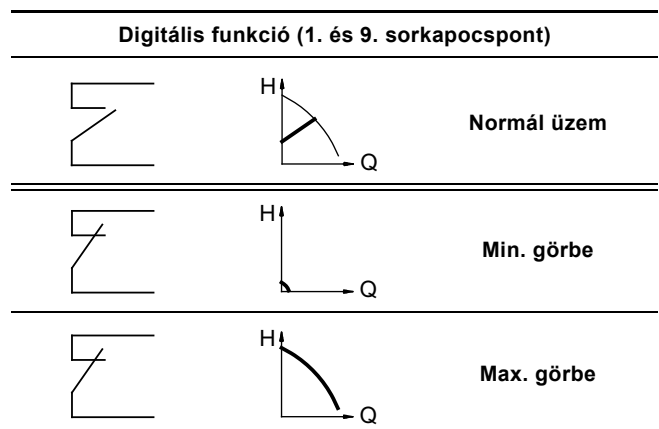 Digitális funkció (1. és 9. sorkapocspont)
H
Q
Normál üzem
H
Q
Min. görbe
H
Q
Max. görbe